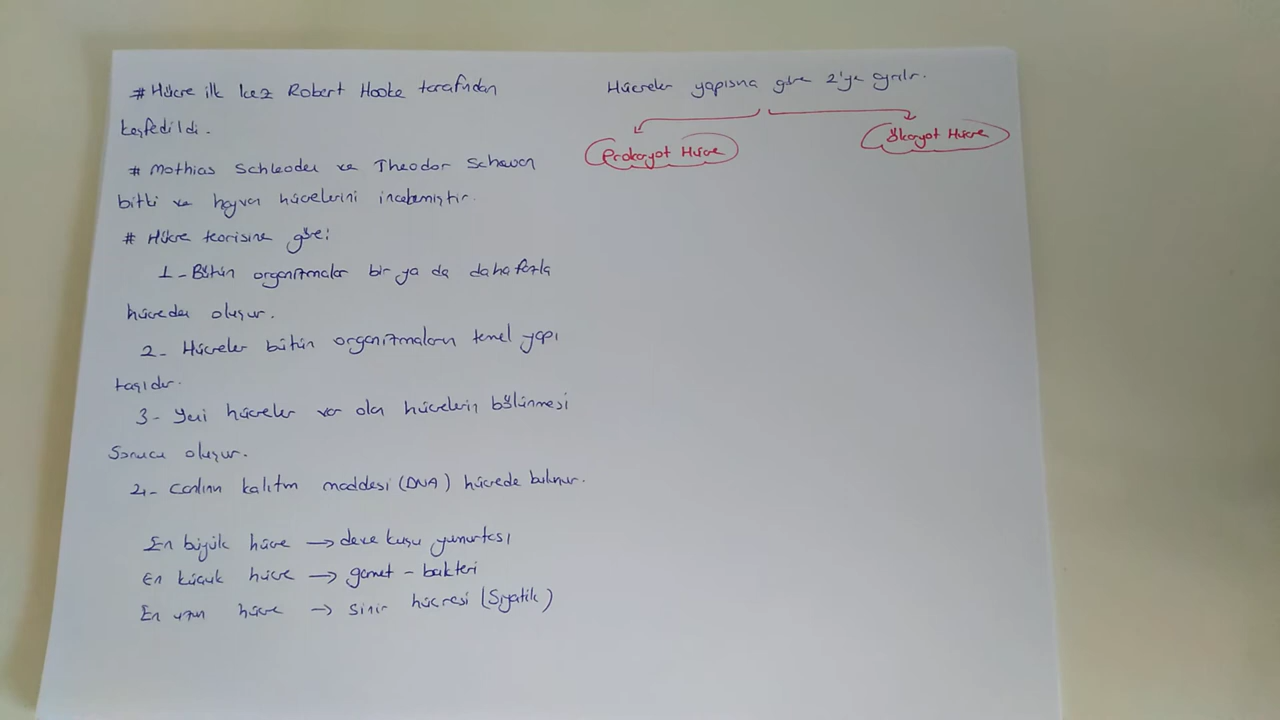 # Hücre ilk kez Robert Hooke tarafından
keşfedildi.
# Mathias Schleoder ve Theodor Schawan
bitki ve hayvan hücrelerini incelemiştir.
# Hücre teorisine göre;
1- Bütün organizmalar bir ya da daha fazla
hücreden oluşur.
2- Hücreler bütün organizmaların temel yapı
taşıdır.
3- Yeni hücreler var olan hücrelerin bölünmesi
sonucu oluşur.
4- Canlının kalıtım maddesi (DNA) hücrede bulunur.
En büyük hücre → deve kuşu yumurtası
En küçük hücre → gamet - bakteri
En uzun hücre → sinir hücresi (Siyatik)
Hücreler yapısına göre 2'ye ayrılır.
Prokaryot Hücre
Ökaryot Hücre